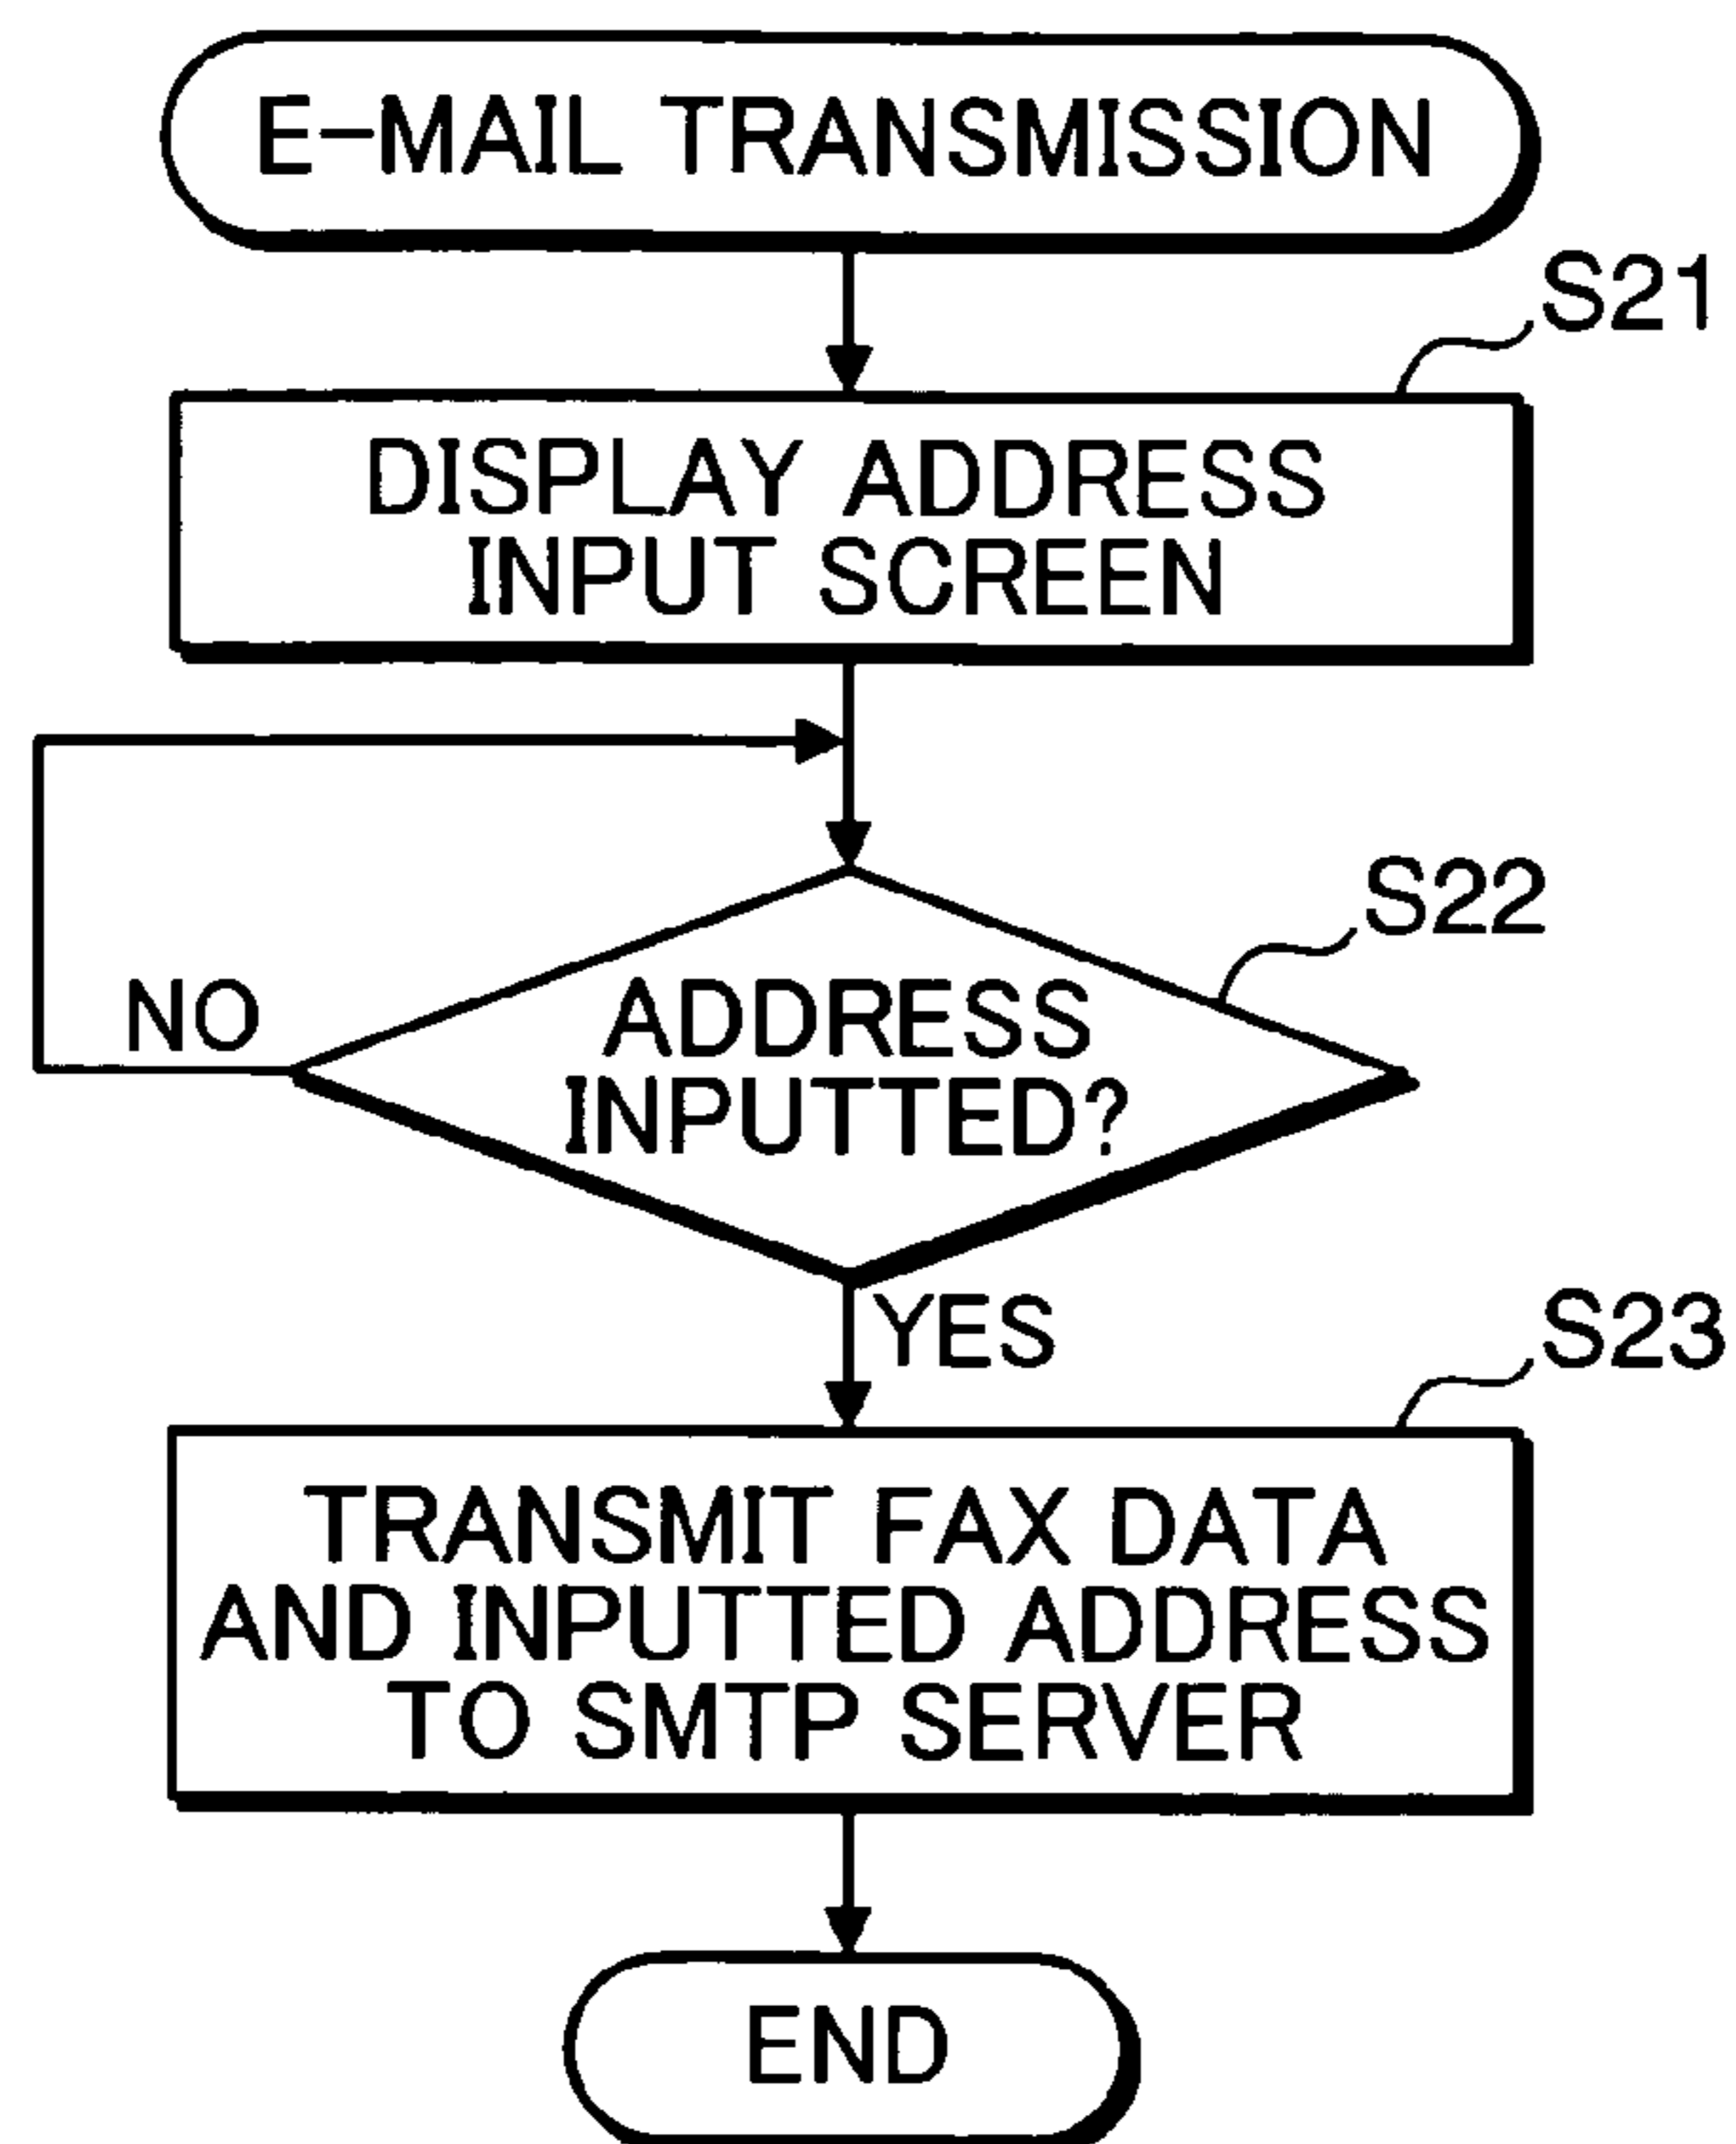 E-MAIL TRANSMISSION
S21
DISPLAY ADDRESS
INPUT SCREEN
S22
NO
ADDRESS
INPUTTED?
YES
S23
TRANSMIT FAX DATA
AND INPUTTED ADDRESS
TO SMTP SERVER
END